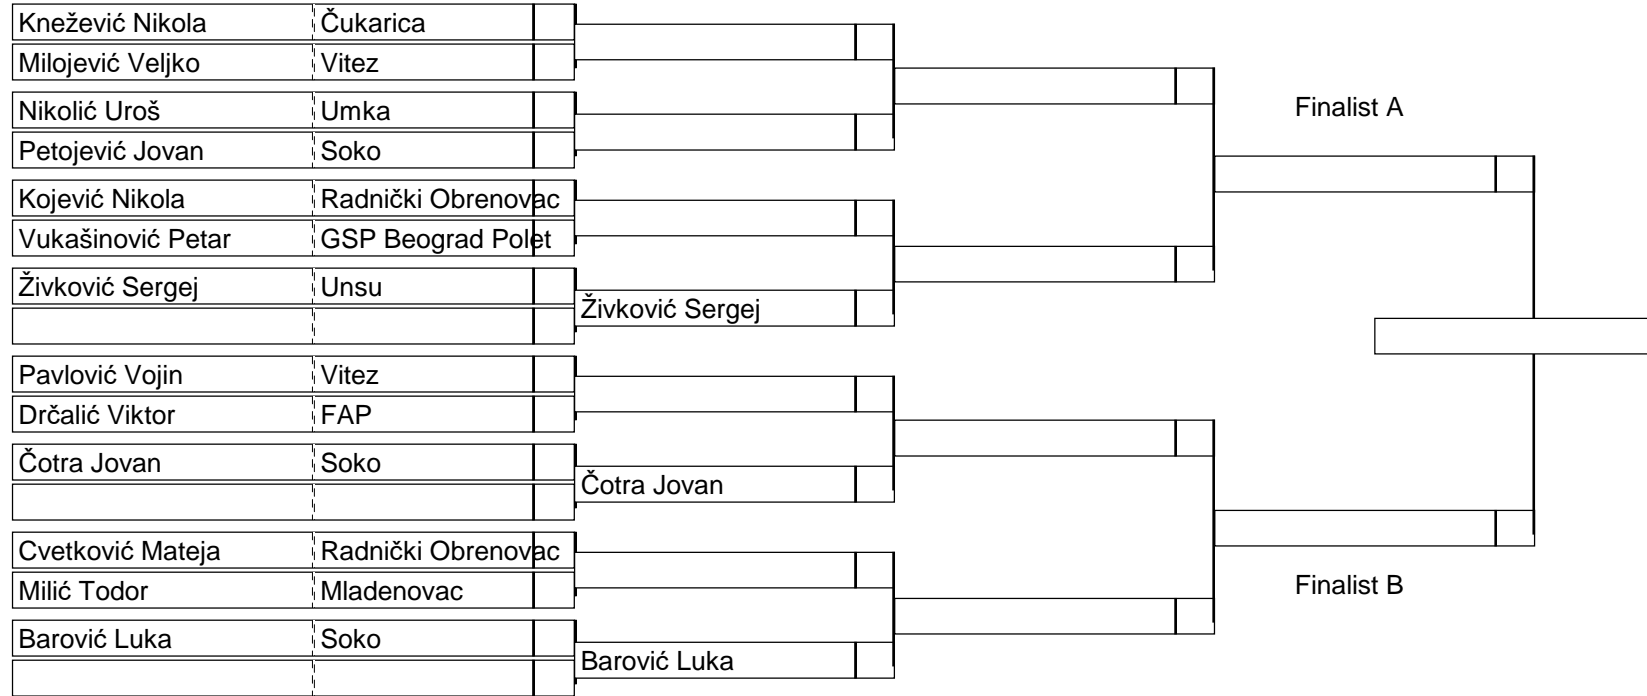 Knežević Nikola Čukarica
Milojević Veljko Vitez
Nikolić Uroš Umka
Finalist A
Petojević Jovan Soko
Kojević Nikola Radnički Obrenovac
Vukašinović Petar GSP Beograd Polet
Živković Sergej Unsu
Živković Sergej
Pavlović Vojin Vitez
Drčalić Viktor FAP
Čotra Jovan Soko
Čotra Jovan
Cvetković Mateja Radnički Obrenovac
Milić Todor Mladenovac
Finalist B
Barović Luka Soko
Barović Luka